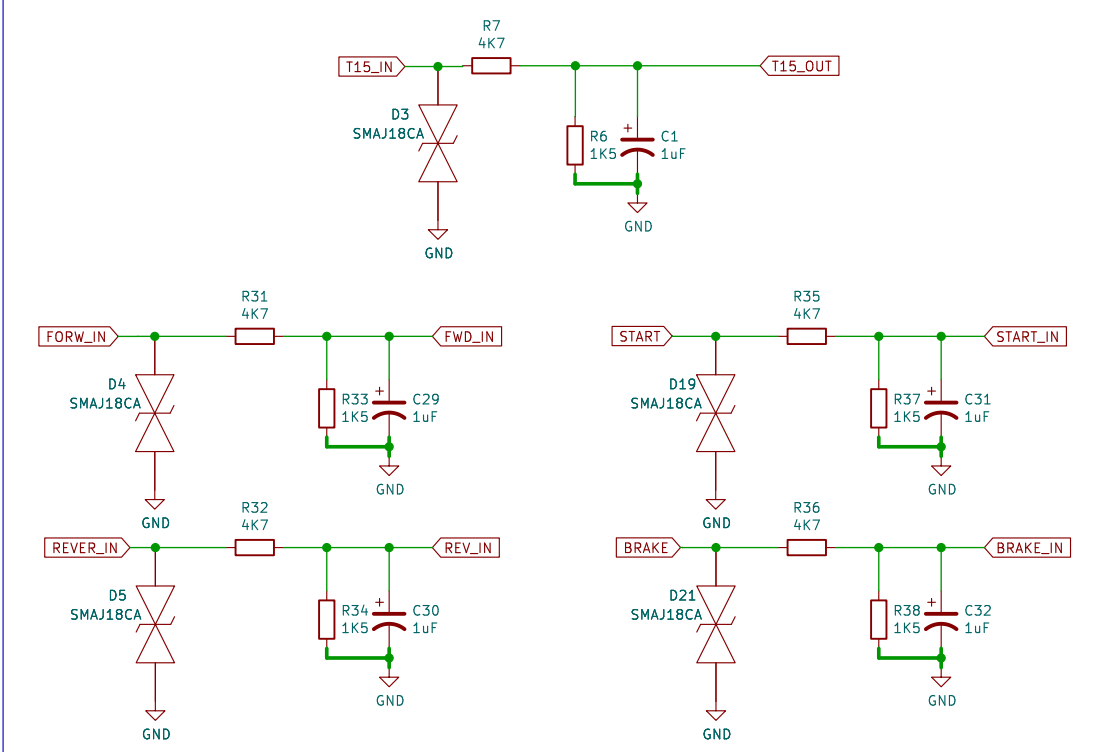 R7
4K7
T15_IN
T15_OUT
D3
SMAJ18CA
R6
1K5
+
C1
1uF
GND
GND
R31
4K7
FORW_IN
FWD_IN
D4
SMAJ18CA
R33
1K5
+
C29
1uF
GND
GND
R35
4K7
START
START_IN
D19
SMAJ18CA
R37
1K5
+
C31
1uF
GND
GND
R32
4K7
REVER_IN
REV_IN
D5
SMAJ18CA
R34
1K5
+
C30
1uF
GND
GND
R36
4K7
BRAKE
BRAKE_IN
D21
SMAJ18CA
R38
1K5
+
C32
1uF
GND
GND